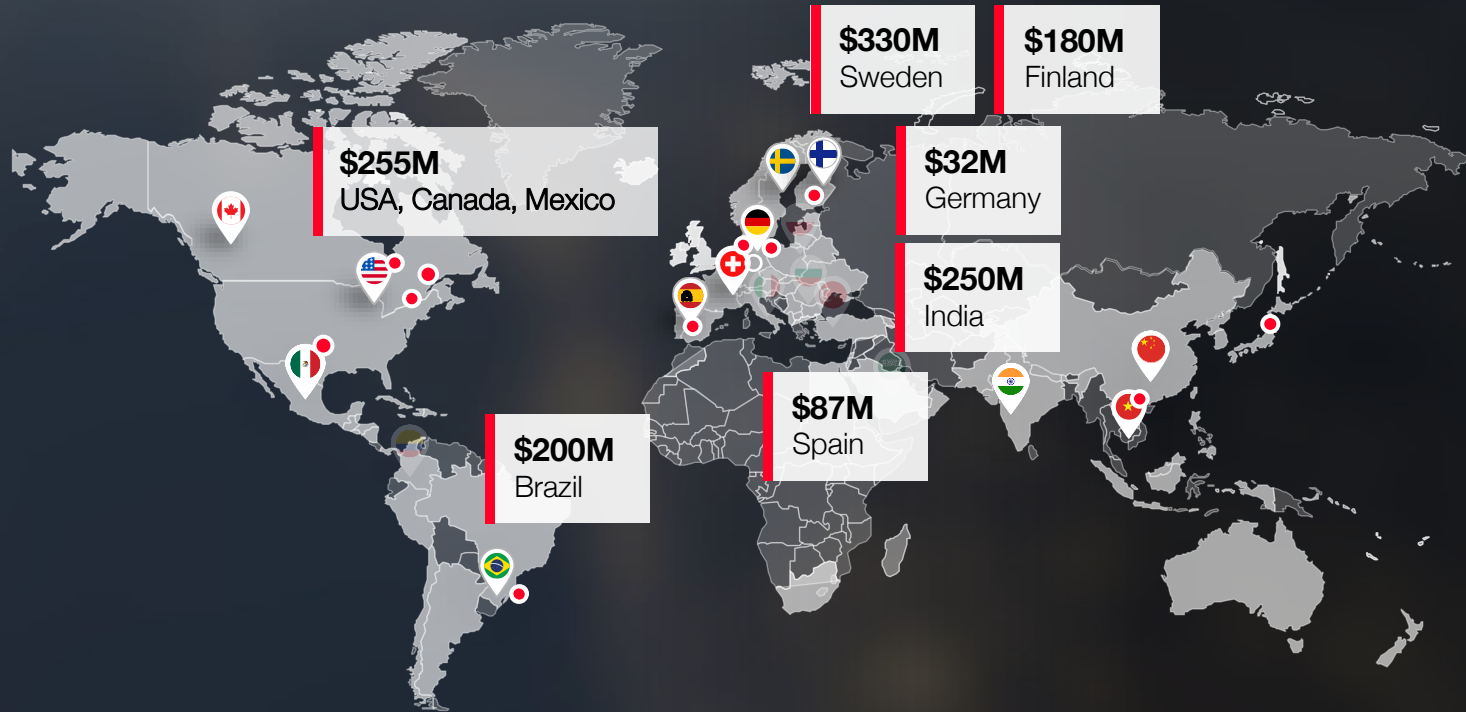 $330M
Sweden
$180M
Finland
$255M
USA, Canada, Mexico
$32M
Germany
$250M
India
$87M
Spain
$200M
Brazil